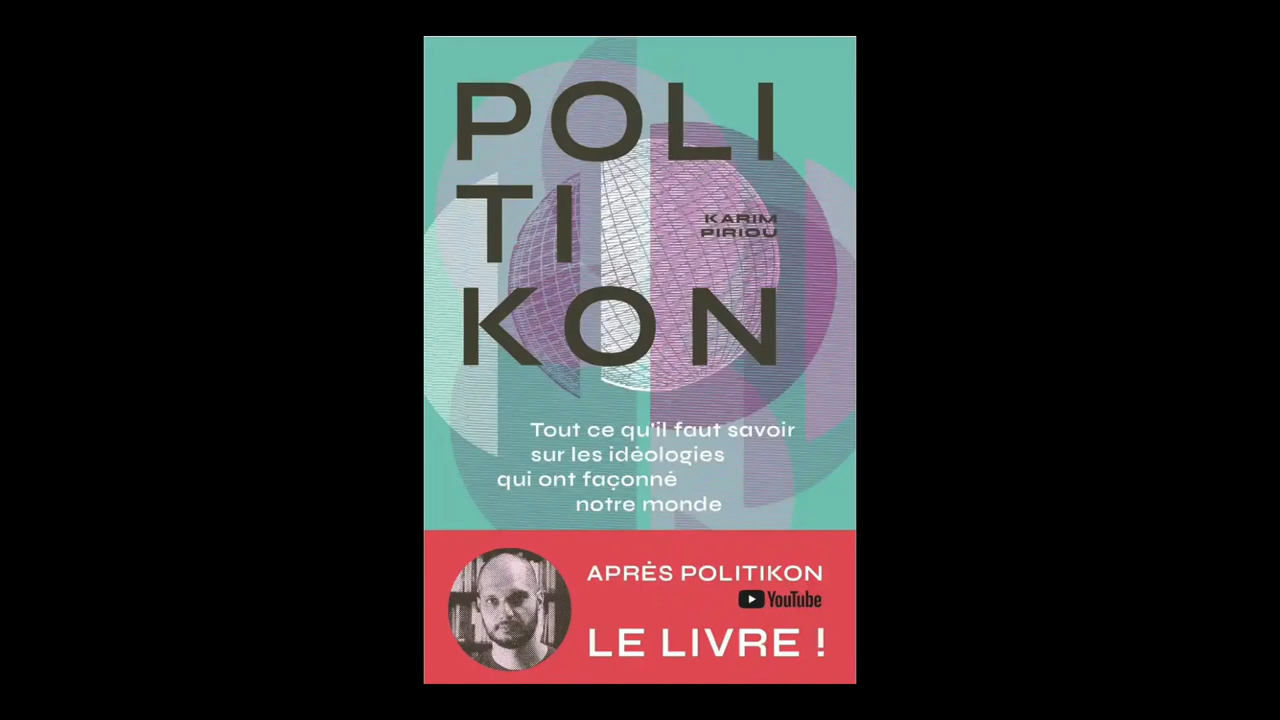 POLI
TI
KARIM
PIRIOU
KON
Tout ce qu'il faut savoir
sur les idéologies
qui ont façonné
notre monde
APRÈS POLITIKON
YouTube
LE LIVRE !